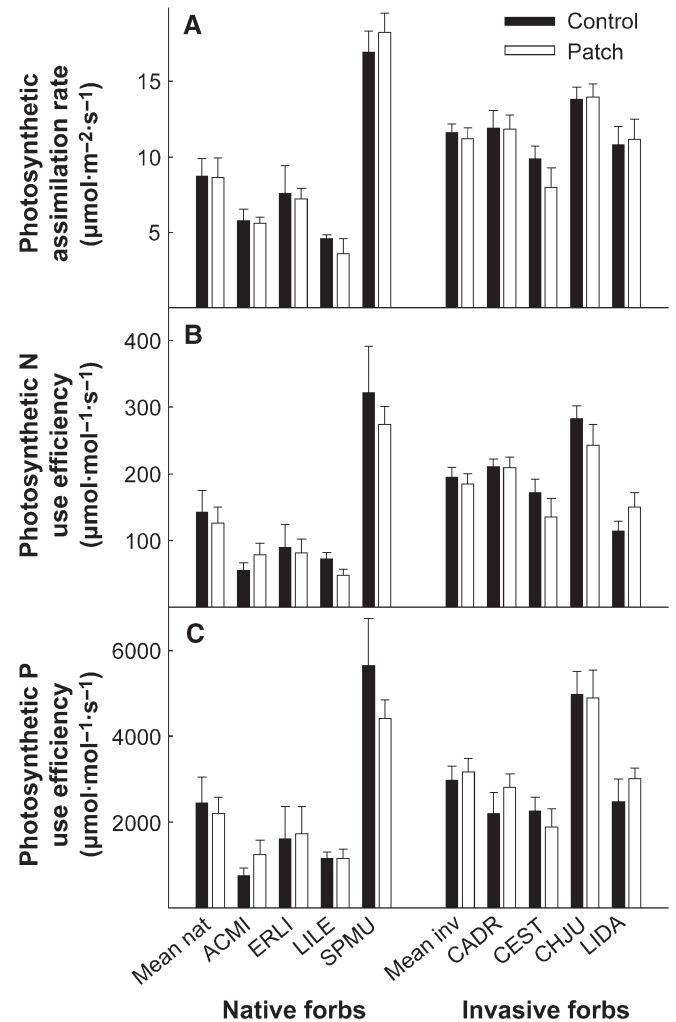 A
Control
Patch
Photosynthetic
assimilation rate
(µmol·m−2·s−1)
15
10
5
B
Photosynthetic N
use efficiency
(µmol·mol−1·s−1)
400
300
200
100
C
Photosynthetic P
use efficiency
(µmol·mol−1·s−1)
6000
4000
2000
Mean nat
ACMI
ERLI
LILE
SPMU
Mean inv
CADR
CEST
CHJU
LIDA
Native forbs
Invasive forbs